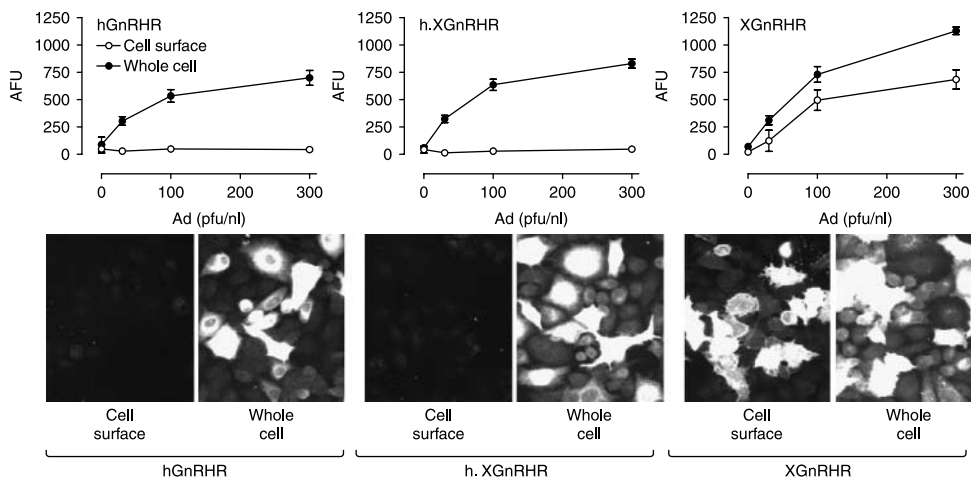 hGnRHR
Cell surface
Whole cell
AFU
1250
1000
750
500
250
0
0 100 200 300
Ad (pfu/nl)
h.XGnRHR
AFU
1250
1000
750
500
250
0
0 100 200 300
Ad (pfu/nl)
XGnRHR
AFU
1250
1000
750
500
250
0
0 100 200 300
Ad (pfu/nl)
Cell
surface
Whole
cell
hGnRHR
Cell
surface
Whole
cell
h. XGnRHR
Cell
surface
Whole
cell
XGnRHR